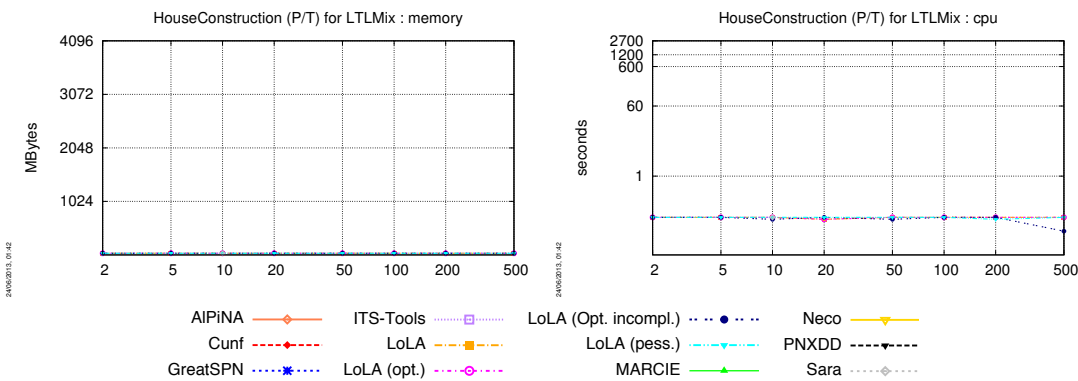 HouseConstruction (P/T) for LTLMix : memory
4096
3072
2048
1024
MBytes
2 5 10 20 50 100 200 500
24/06/2013, 01:42
HouseConstruction (P/T) for LTLMix : cpu
2700
1200
600
60
1
seconds
2 5 10 20 50 100 200 500
24/06/2013, 01:42
AlPiNA ITS-Tools LoLA (Opt. incompl.) Neco
Cunf LoLA LoLA (pess.) PNXDD
GreatSPN LoLA (opt.) MARCIE Sara